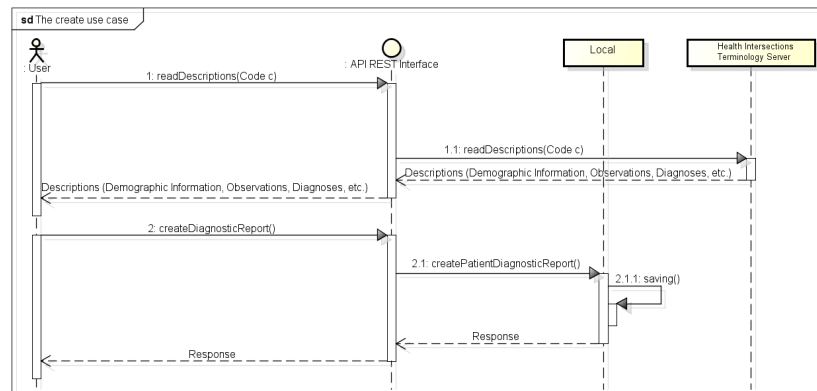 sd The create use case
: User
: API REST Interface
Local
Health Intersections
Terminology Server
1: readDescriptions(Code c)
1.1: readDescriptions(Code c)
Descriptions (Demographic Information, Observations, Diagnoses, etc.)
Descriptions (Demographic Information, Observations, Diagnoses, etc.)
2: createDiagnosticReport()
2.1: createPatientDiagnosticReport()
2.1.1: saving()
Response
Response